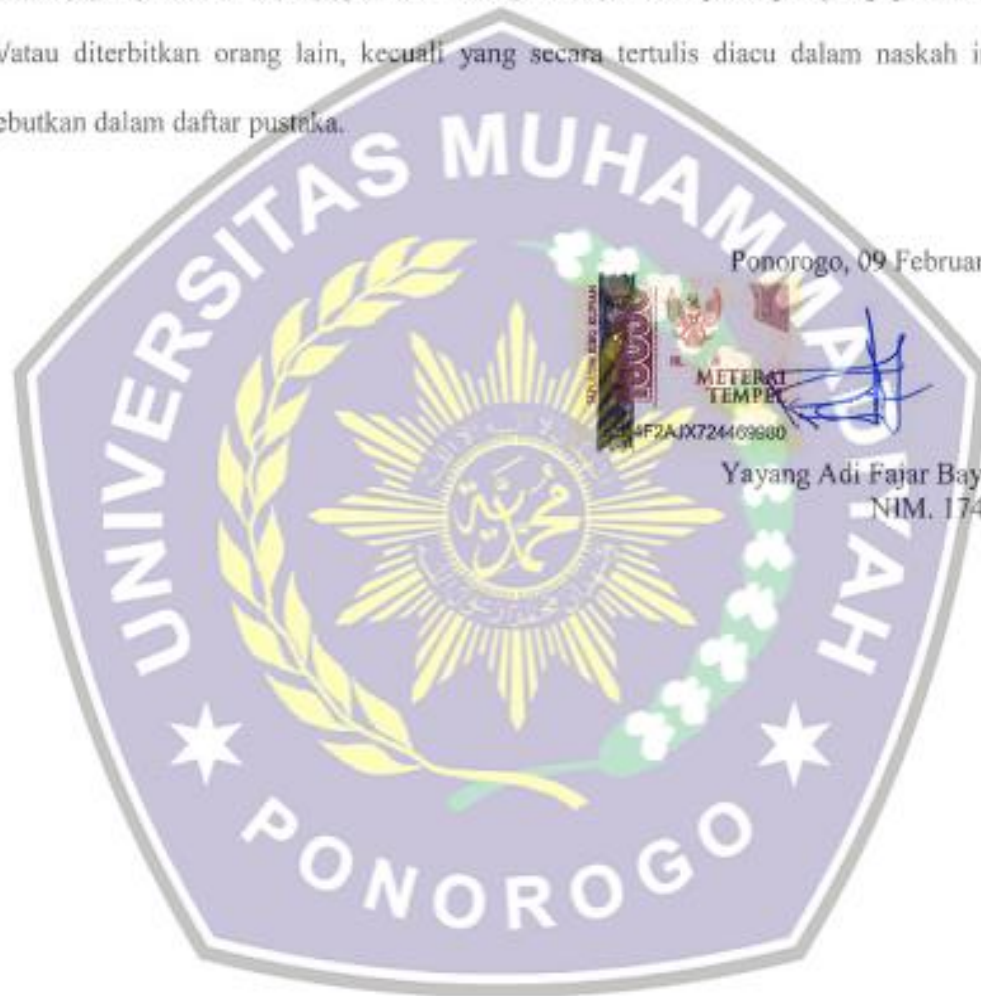 /atau diterbitkan orang lain, kecuali yang secara tertulis diacu dalam naskah i
ebutkan dalam daftar pustaka.
UNIVERSITAS MUHAMMADIYAH
Ponorogo, 09 Februar
METERAI
TEMPEL
4F2AJX724469980
Yayang Adi Fajar Bay
NIM. 174
PONOROGO